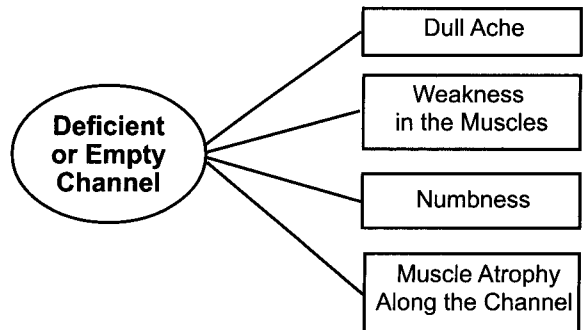 Deficient
or Empty
Channel
Dull Ache
Weakness
in the Muscles
Numbness
Muscle Atrophy
Along the Channel